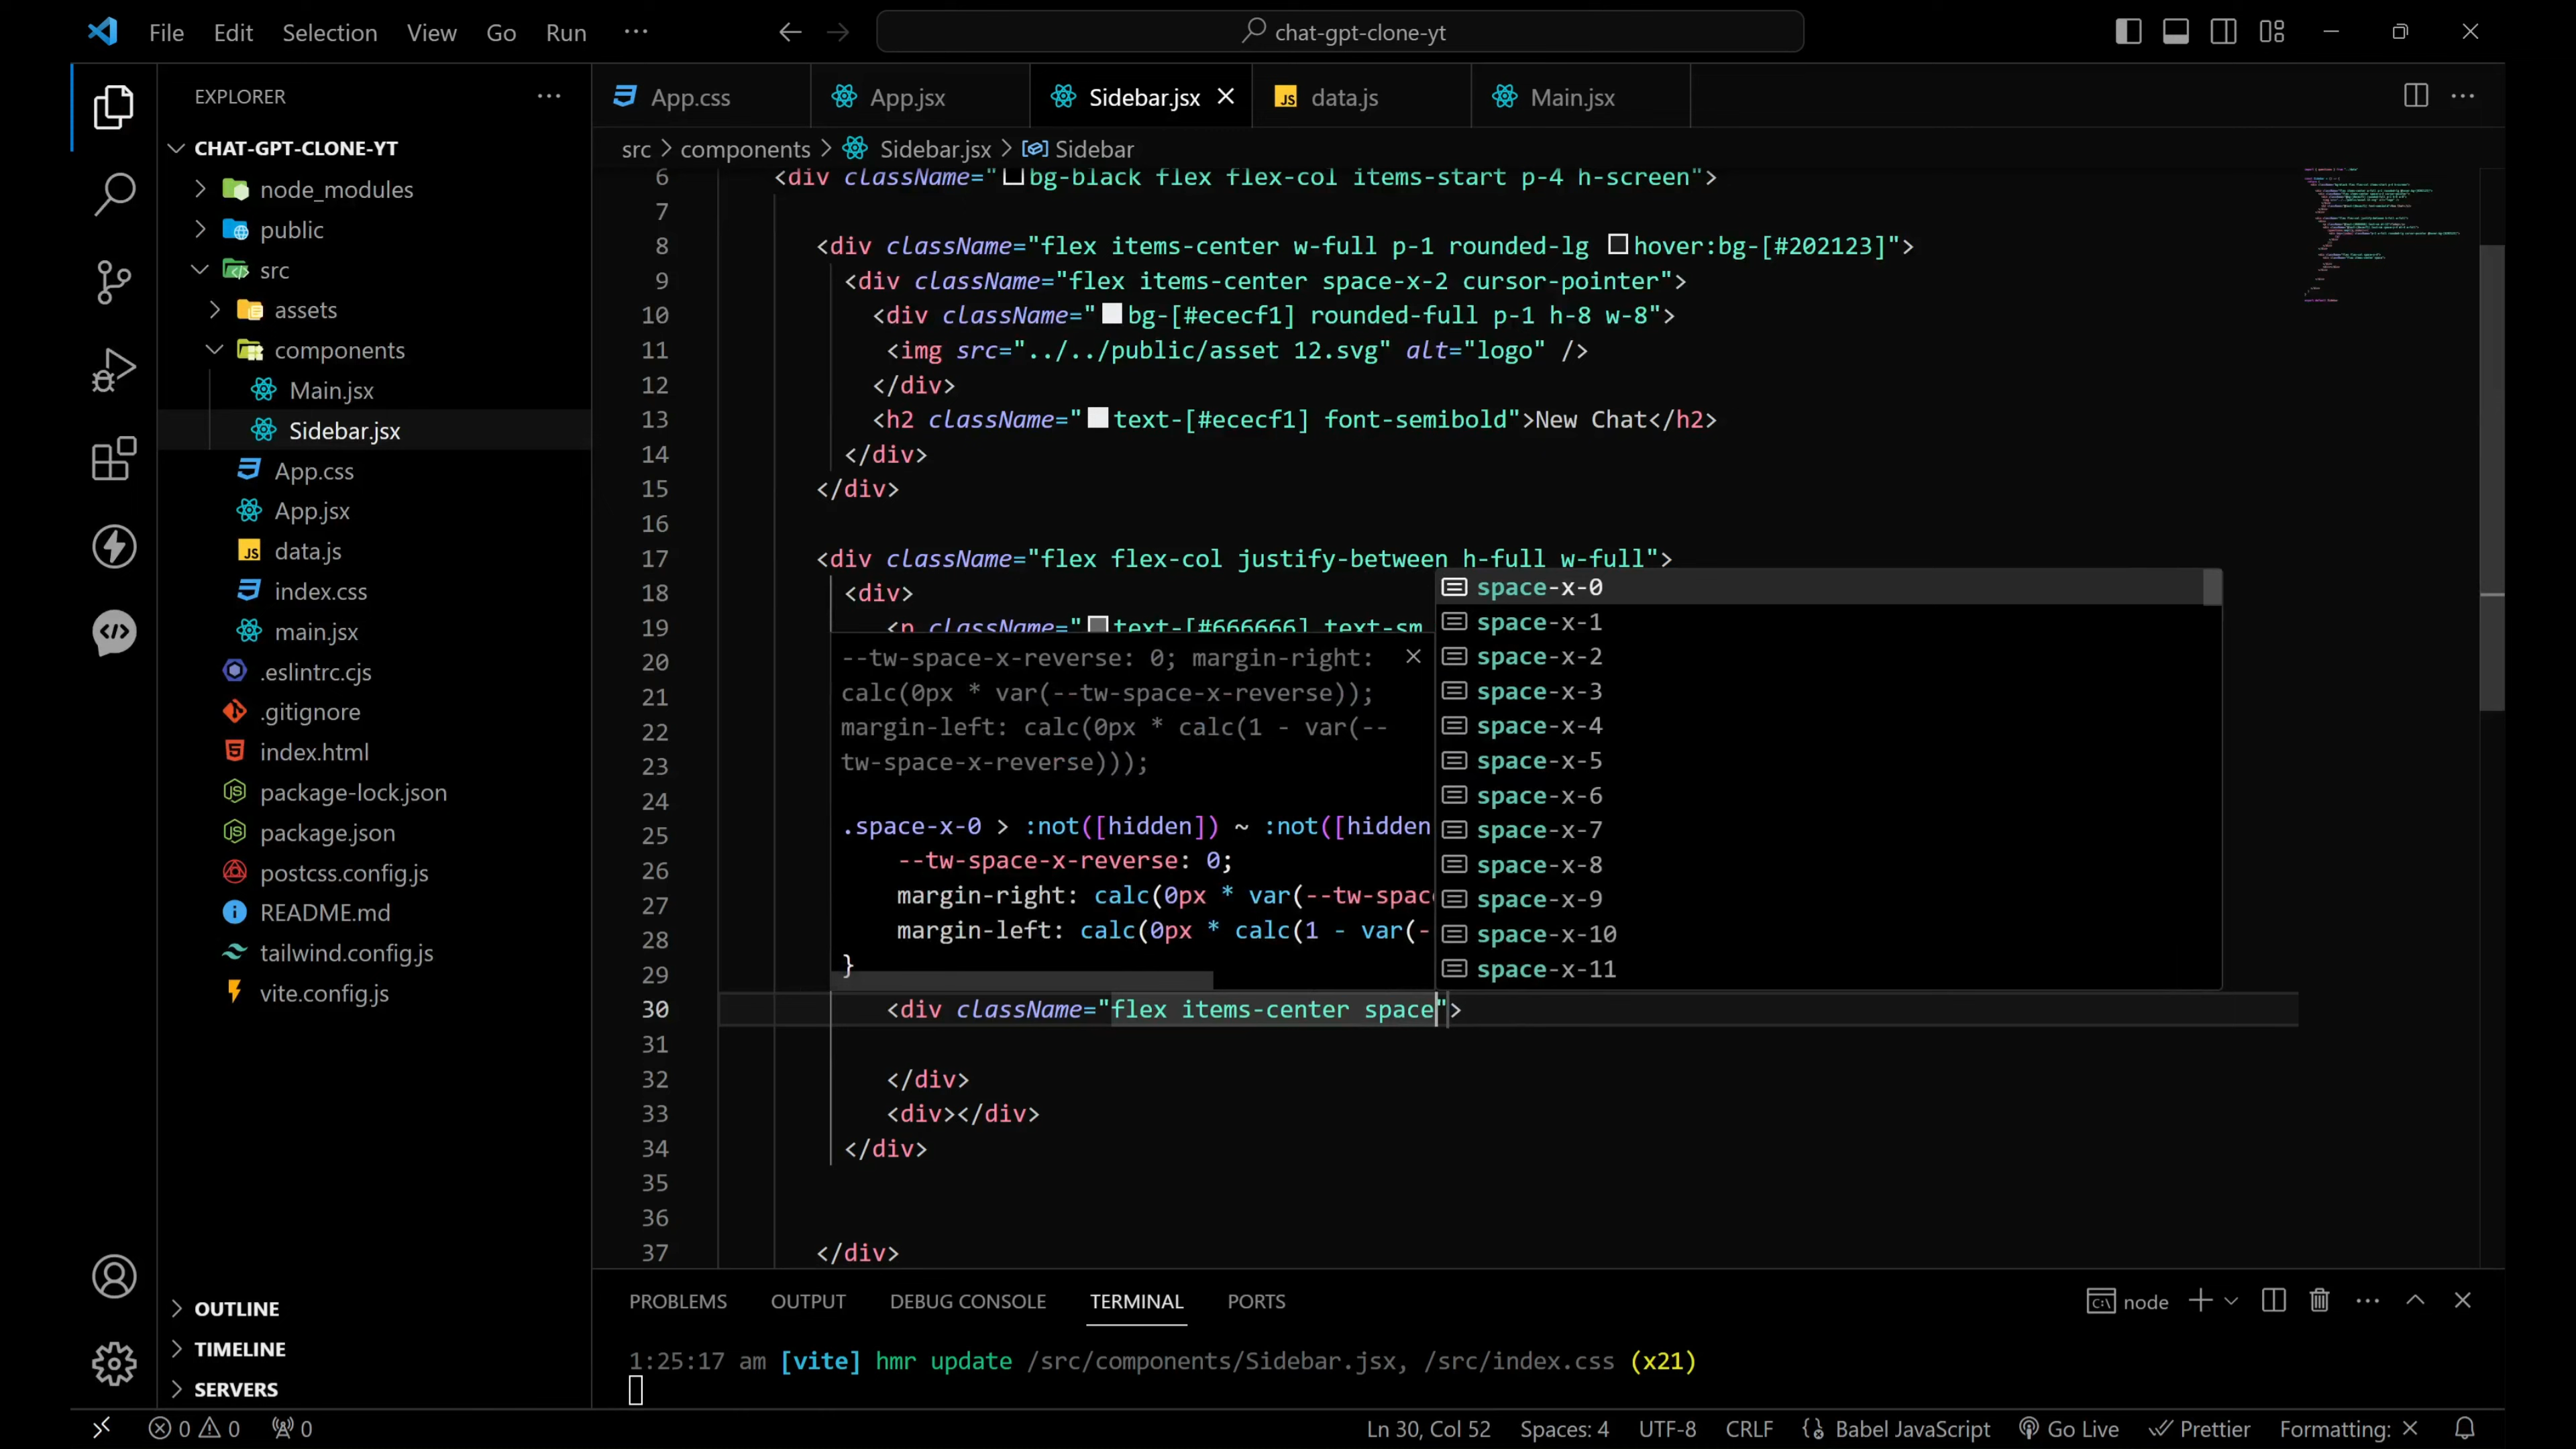 File Edit Selection View Go Run ··· chat-gpt-clone-yt
EXPLORER ···
CHAT-GPT-CLONE-YT
node_modules
public
src
assets
components
Main.jsx
Sidebar.jsx
App.css
App.jsx
data.js
index.css
main.jsx
.eslintrc.cjs
.gitignore
index.html
package-lock.json
package.json
postcss.config.js
README.md
tailwind.config.js
vite.config.js
OUTLINE
TIMELINE
SERVERS
App.css App.jsx Sidebar.jsx data.js Main.jsx
src > components > Sidebar.jsx > Sidebar
6 <div className="bg-black flex flex-col items-start p-4 h-screen">
7
8 <div className="flex items-center w-full p-1 rounded-lg hover:bg-[#202123]">
9 <div className="flex items-center space-x-2 cursor-pointer">
10 <div className="bg-[#ececf1] rounded-full p-1 h-8 w-8">
11 <img src="../../public/asset 12.svg" alt="logo" />
12 </div>
13 <h2 className="text-[#ececf1] font-semibold">New Chat</h2>
14 </div>
15 </div>
16
17 <div className="flex flex-col justify-between h-full w-full">
18 <div>
19 <p className="text-[#666666] text-sm
20
21
22
23
24
25
26
27
28
29
30 <div className="flex items-center space">
31
32 </div>
33 <div></div>
34 </div>
35
36
37 </div>
--tw-space-x-reverse: 0; margin-right:
calc(0px * var(--tw-space-x-reverse));
margin-left: calc(0px * calc(1 - var(--
tw-space-x-reverse)));
.space-x-0 > :not([hidden]) ~ :not([hidden
--tw-space-x-reverse: 0;
margin-right: calc(0px * var(--tw-spac
margin-left: calc(0px * calc(1 - var(-
}
space-x-0
space-x-1
space-x-2
space-x-3
space-x-4
space-x-5
space-x-6
space-x-7
space-x-8
space-x-9
space-x-10
space-x-11
PROBLEMS OUTPUT DEBUG CONSOLE TERMINAL PORTS node
1:25:17 am [vite] hmr update /src/components/Sidebar.jsx, /src/index.css (x21)
0 0 0 Ln 30, Col 52 Spaces: 4 UTF-8 CRLF Babel JavaScript Go Live Prettier Formatting: